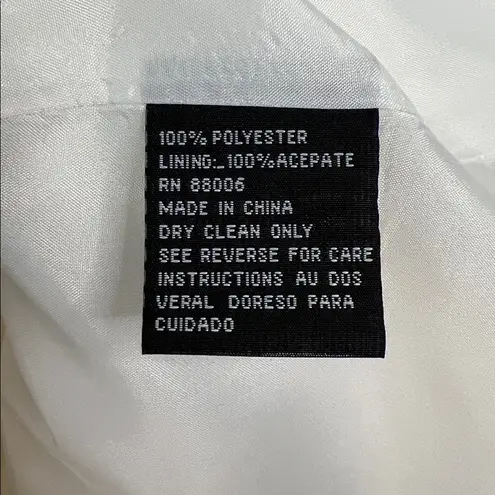 100% POLYESTER
LINING:_100%ACEPATE
RN 88006
MADE IN CHINA
DRY CLEAN ONLY
SEE REVERSE FOR CARE
INSTRUCTIONS AU DOS
VERAL DORESO PARA
CUIDADO